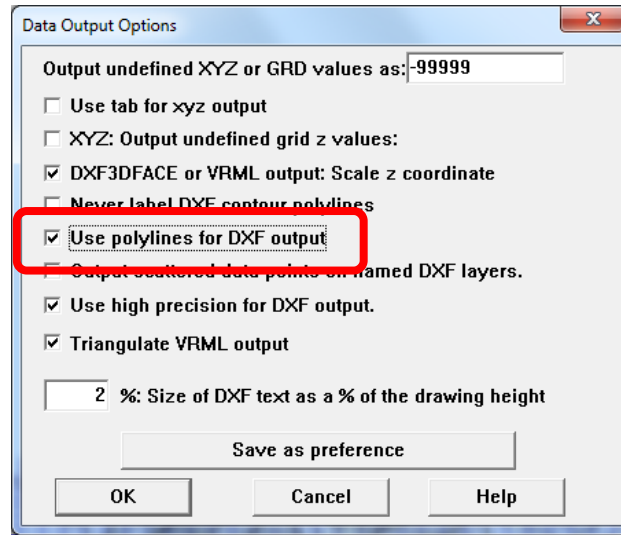 Data Output Options
Output undefined XYZ or GRD values as: -99999
Use tab for xyz output
XYZ: Output undefined grid z values:
DXF3DFACE or VRML output: Scale z coordinate
Never label DXF contour polylines
Use polylines for DXF output
Output scattered data points on named DXF layers.
Use high precision for DXF output.
Triangulate VRML output
2 %: Size of DXF text as a % of the drawing height
Save as preference
OK Cancel Help